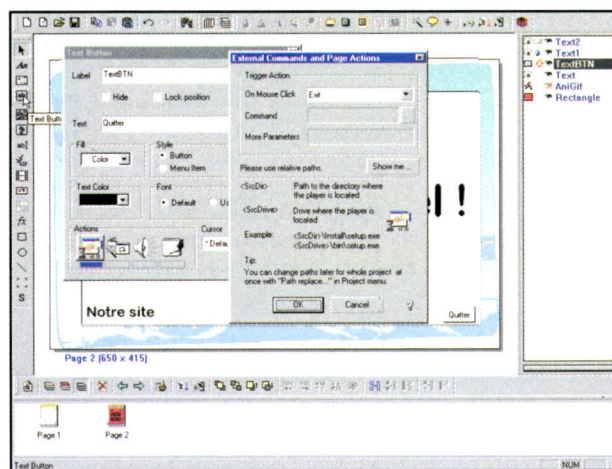 Text Button
Label
TextBTN
Hide
Lock position
Text
Quitter
Fill
Color
Style
Button
Menu Item
Text Color
Font
Default
Actions
Cursor
Text Button
External Commands and Page Actions
Trigger Action
On Mouse Click
Exit
Command
More Parameters
Please use relative paths.
Show me ...
<SrcDir>
Path to the directory where
the player is located
<SrcDrive>
Drive where the player is
located
Example:
<SrcDir>\Install\setup.exe
<SrcDrive>\bin\setup.exe
Tip:
You can change paths later for whole project at
once with "Path replace..." in Project menu.
OK
Cancel
Text2
Text1
TextBTN
Text
AniGif
Rectangle
Notre site
Quitter
Page 2 (650 x 415)
Page 1
Page 2
Text Button
NUM